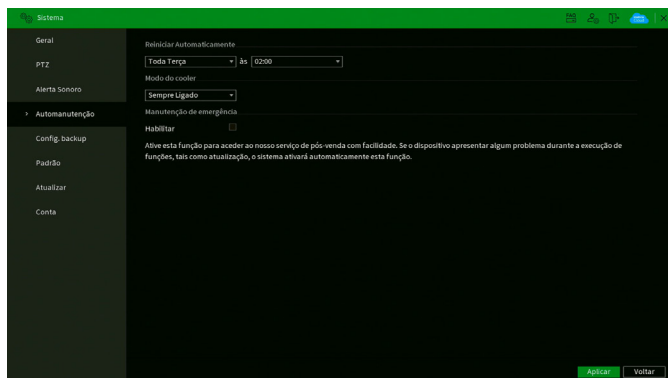 Sistema
Geral
PTZ
Alerta Sonoro
Automanutenção
Config. backup
Padrão
Atualizar
Conta
Reiniciar Automaticamente
Toda Terça às 02:00
Modo do cooler
Sempre Ligado
Manutenção de emergência
Habilitar
Ative esta função para aceder ao nosso serviço de pós-venda com facilidade. Se o dispositivo apresentar algum problema durante a execução de
funções, tais como atualização, o sistema ativará automaticamente esta função.
Aplicar Voltar